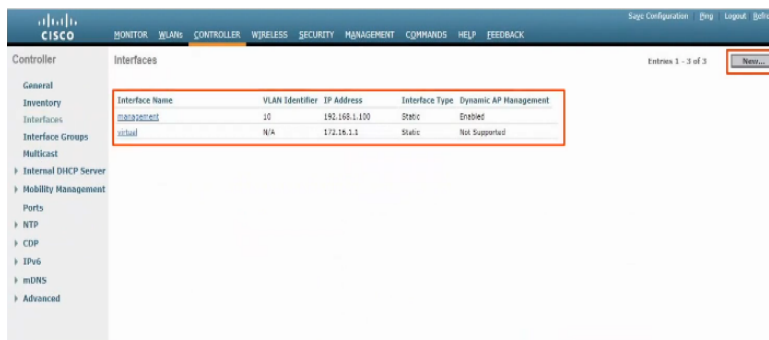 Save Configuration Ping Logout Refre
CISCO
MONITOR WLANs CONTROLLER WIRELESS SECURITY MANAGEMENT COMMANDS HELP FEEDBACK
Controller
Interfaces
Entries 1 - 3 of 3
New...
General
Inventory
Interfaces
Interface Groups
Multicast
Internal DHCP Server
Mobility Management
Ports
NTP
CDP
IPv6
mDNS
Advanced
Interface Name VLAN Identifier IP Address Interface Type Dynamic AP Management
management 10 192.168.1.100 Static Enabled
virtual N/A 172.16.1.1 Static Not Supported